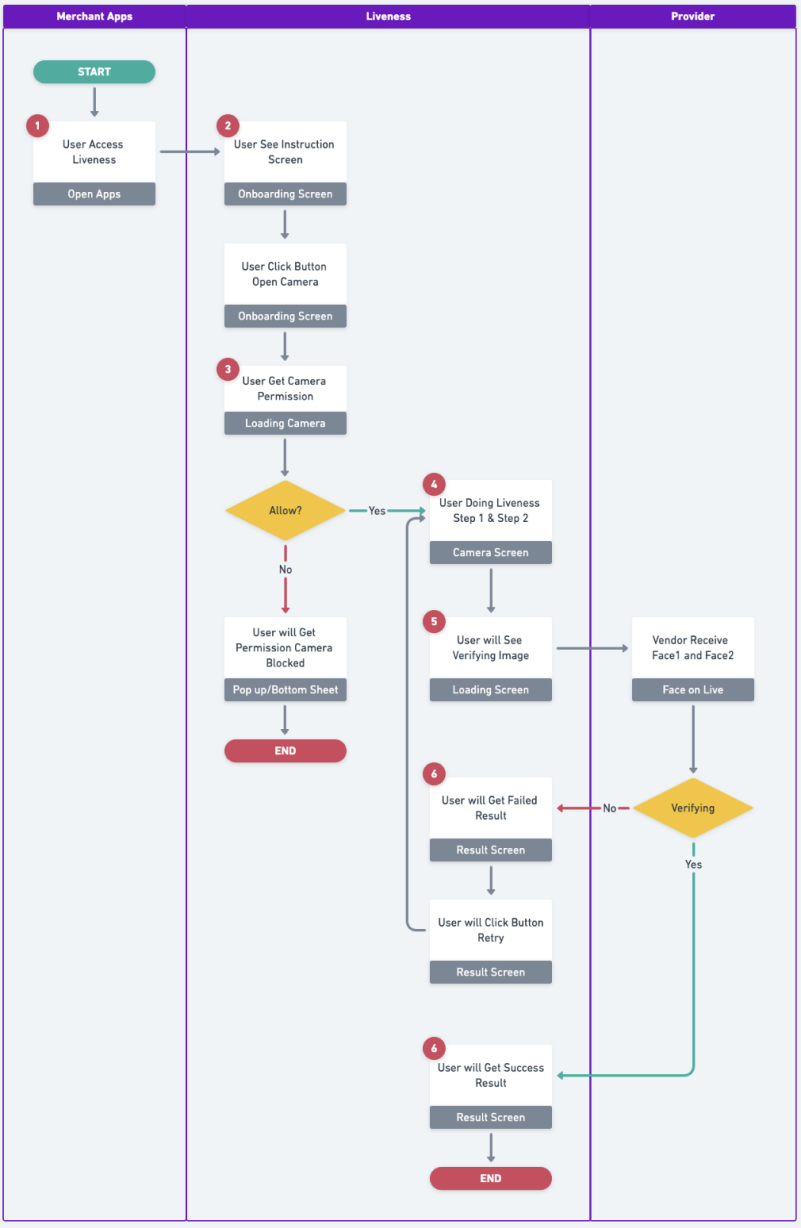 Merchant Apps
Liveness
Provider
START
1
User Access
Liveness
Open Apps
2
User See Instruction
Screen
Onboarding Screen
User Click Button
Open Camera
Onboarding Screen
3
User Get Camera
Permission
Loading Camera
Allow?
Yes
No
4
User Doing Liveness
Step 1 & Step 2
Camera Screen
User will Get
Permission Camera
Blocked
Pop up/Bottom Sheet
END
5
User will See
Verifying Image
Loading Screen
Vendor Receive
Face1 and Face2
Face on Live
Verifying
No
Yes
6
User will Get Failed
Result
Result Screen
User will Click Button
Retry
Result Screen
6
User will Get Success
Result
Result Screen
END